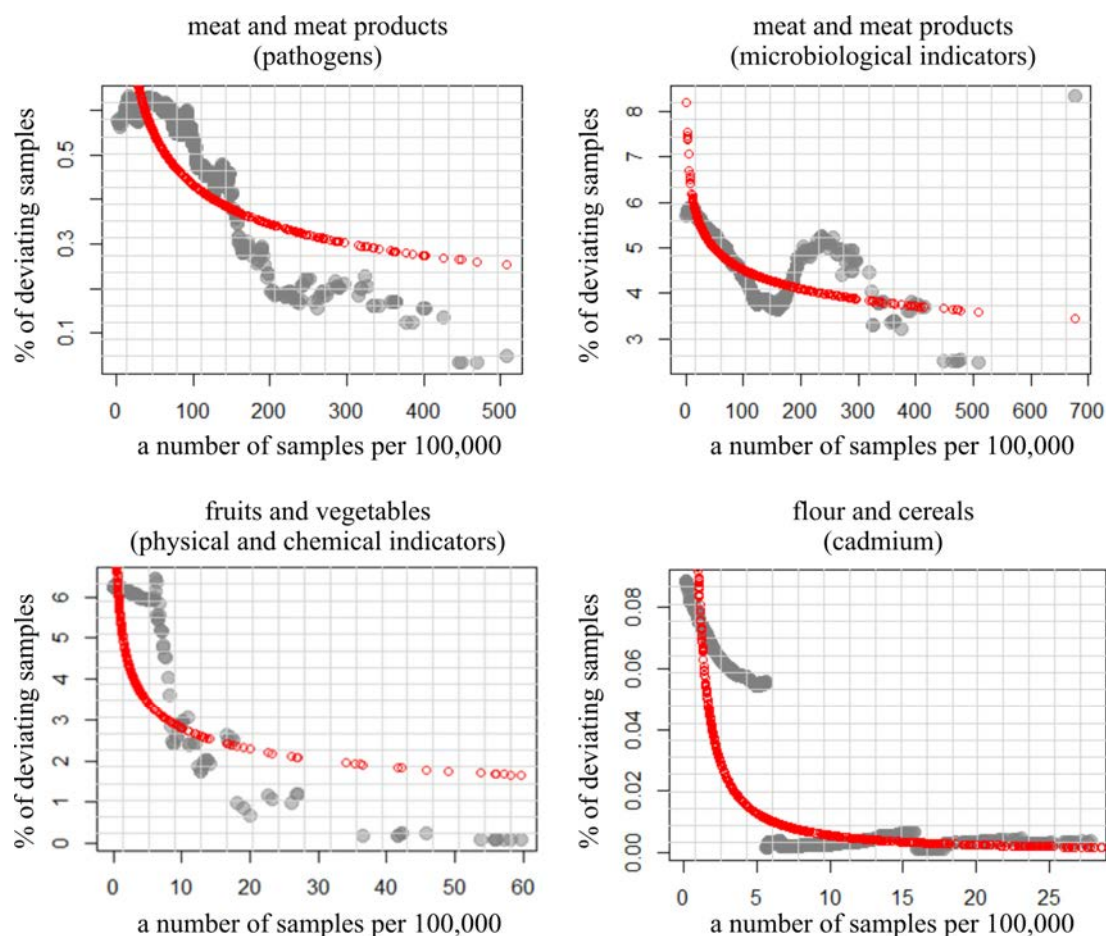 meat and meat products
(pathogens)
% of deviating samples
0.5
0.3
0.1
0 100 200 300 400 500
a number of samples per 100,000
meat and meat products
(microbiological indicators)
% of deviating samples
8
7
6
5
4
3
0 100 200 300 400 500 600 700
a number of samples per 100,000
fruits and vegetables
(physical and chemical indicators)
% of deviating samples
6
5
4
3
2
1
0
0 10 20 30 40 50 60
a number of samples per 100,000
flour and cereals
(cadmium)
% of deviating samples
0.08
0.06
0.04
0.02
0.00
0 5 10 15 20 25
a number of samples per 100,000